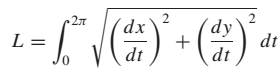 L = ∫₀^{2π} √((dx/dt)² + (dy/dt)²) dt